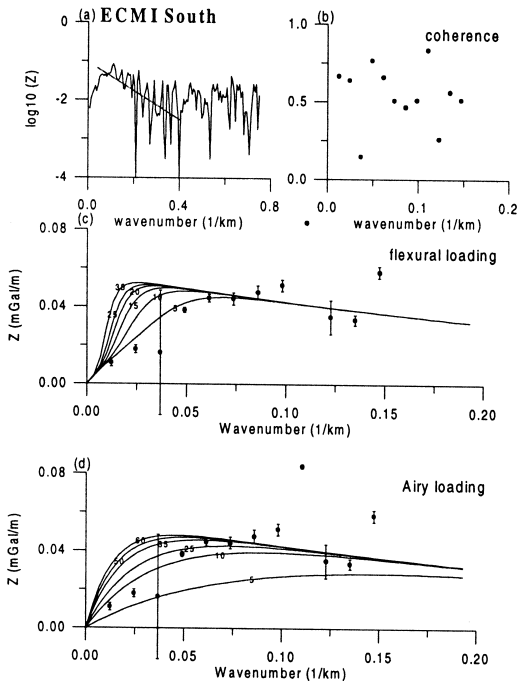 (a) ECMI South
0
-2
-4
log10 (Z)
0.0 0.4 0.8
wavenumber (1/km)
(b)
coherence
1.0
0.5
0.0
0.0 0.1 0.2
wavenumber (1/km)
(c)
flexural loading
0.08
0.04
0.00
Z (mGal/m)
35
25
20
15
10
5
0.00 0.05 0.10 0.15 0.20
Wavenumber (1/km)
(d)
Airy loading
0.08
0.04
0.00
Z (mGal/m)
60
50
35
25
10
5
0.00 0.05 0.10 0.15 0.20
Wavenumber (1/km)